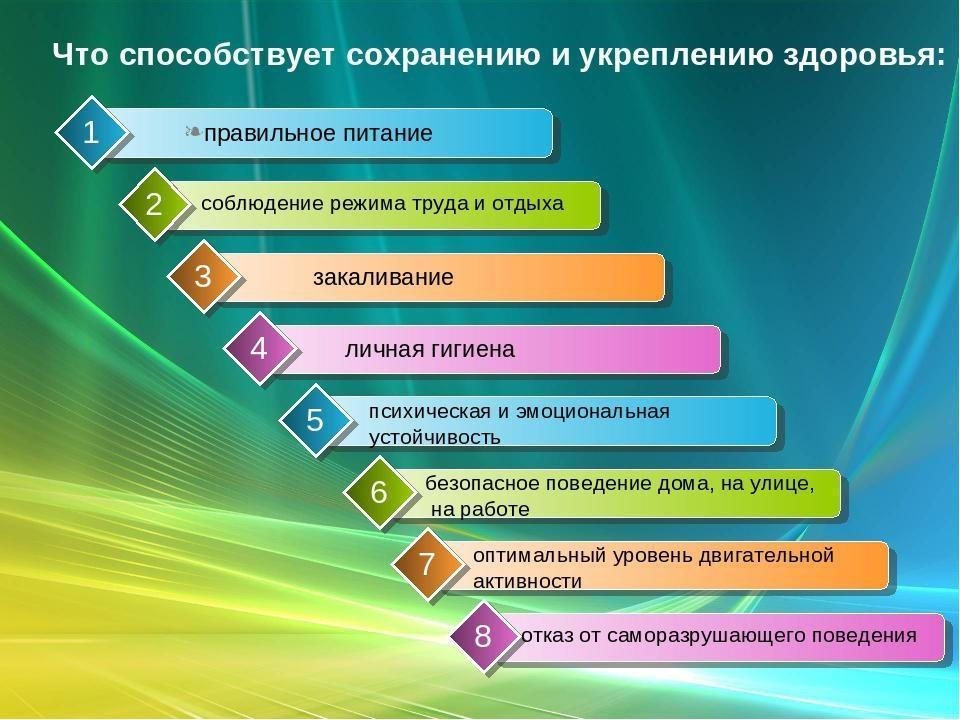 Что способствует сохранению и укреплению здоровья:
1 ❧правильное питание
2 соблюдение режима труда и отдыха
3 закаливание
4 личная гигиена
5 психическая и эмоциональная
устойчивость
6 безопасное поведение дома, на улице,
на работе
7 оптимальный уровень двигательной
активности
8 отказ от саморазрушающего поведения